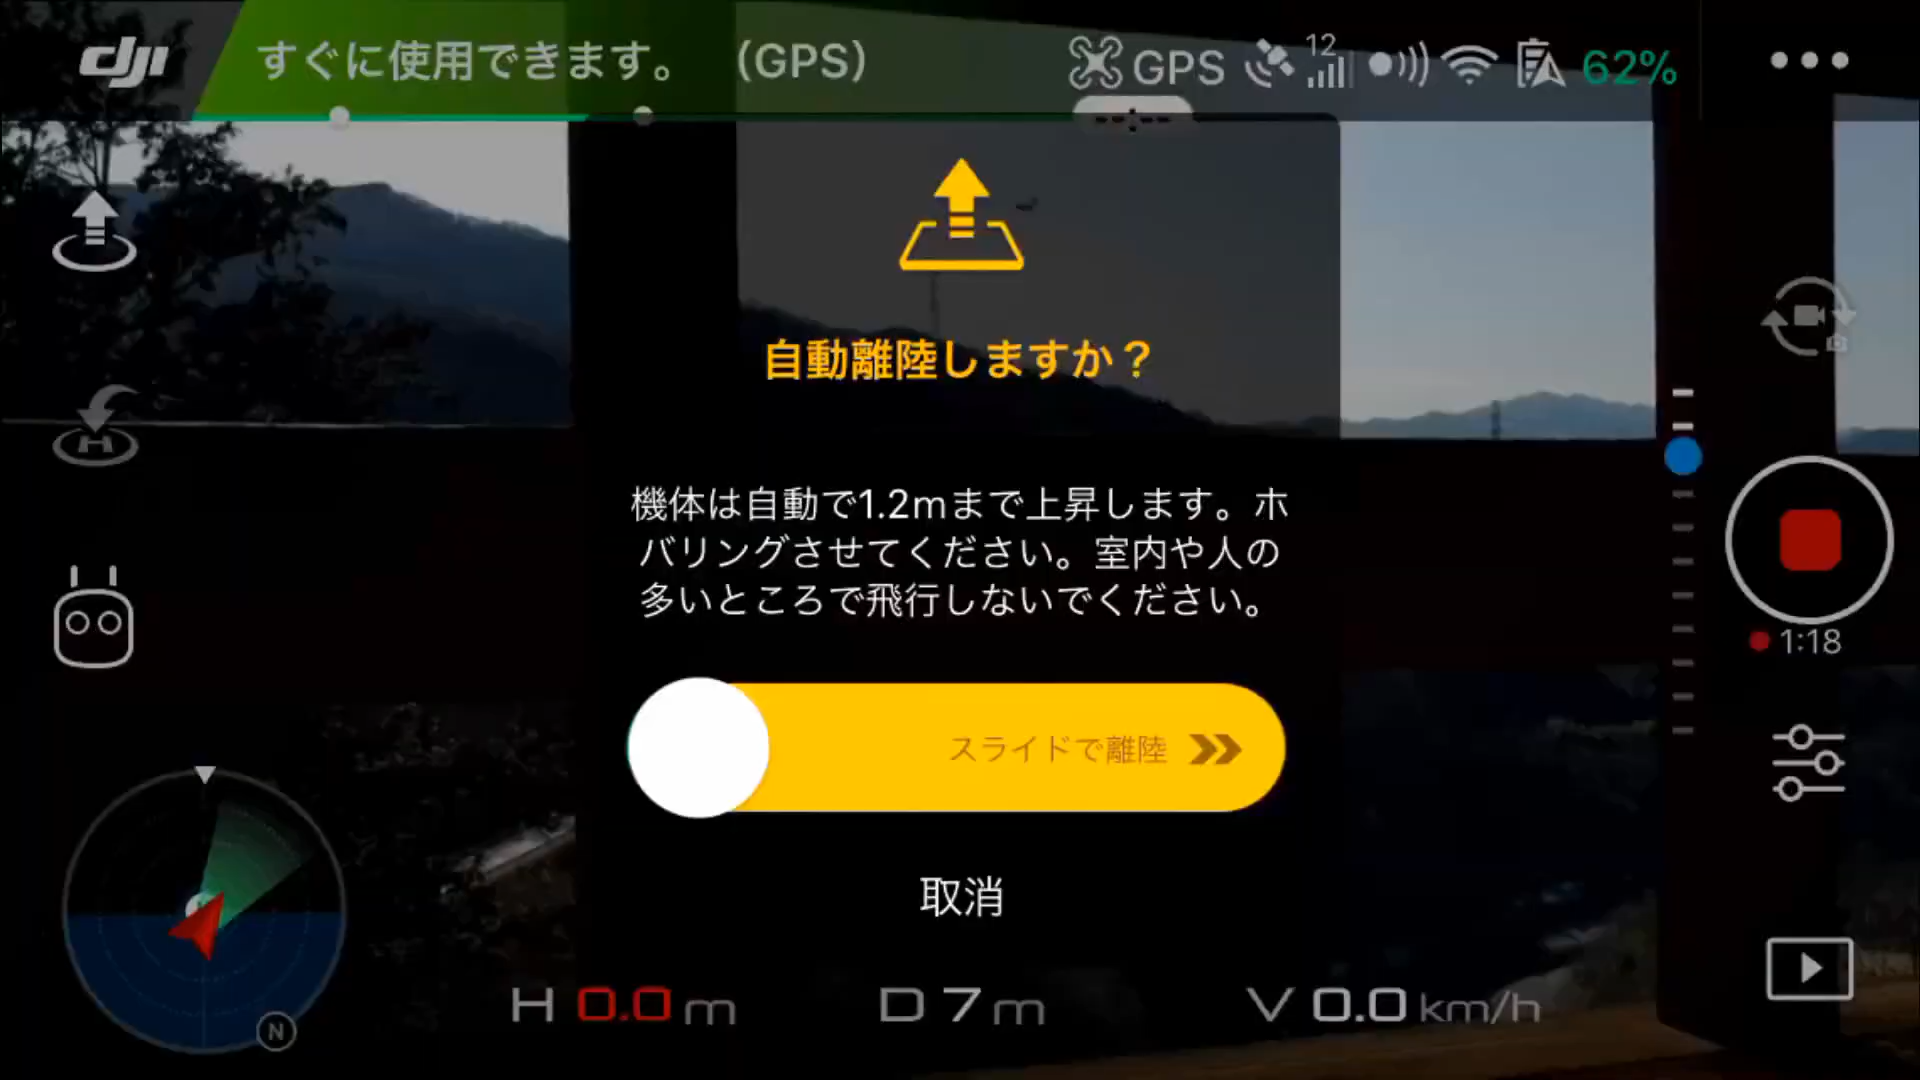 dji
すぐに使用できます。 (GPS)
GPS
12
62%
自動離陸しますか？
機体は自動で1.2mまで上昇します。ホ
バリングさせてください。室内や人の
多いところで飛行しないでください。
1:18
スライドで離陸
取消
H 0.0 m
D 7 m
V 0.0 km/h
H
N